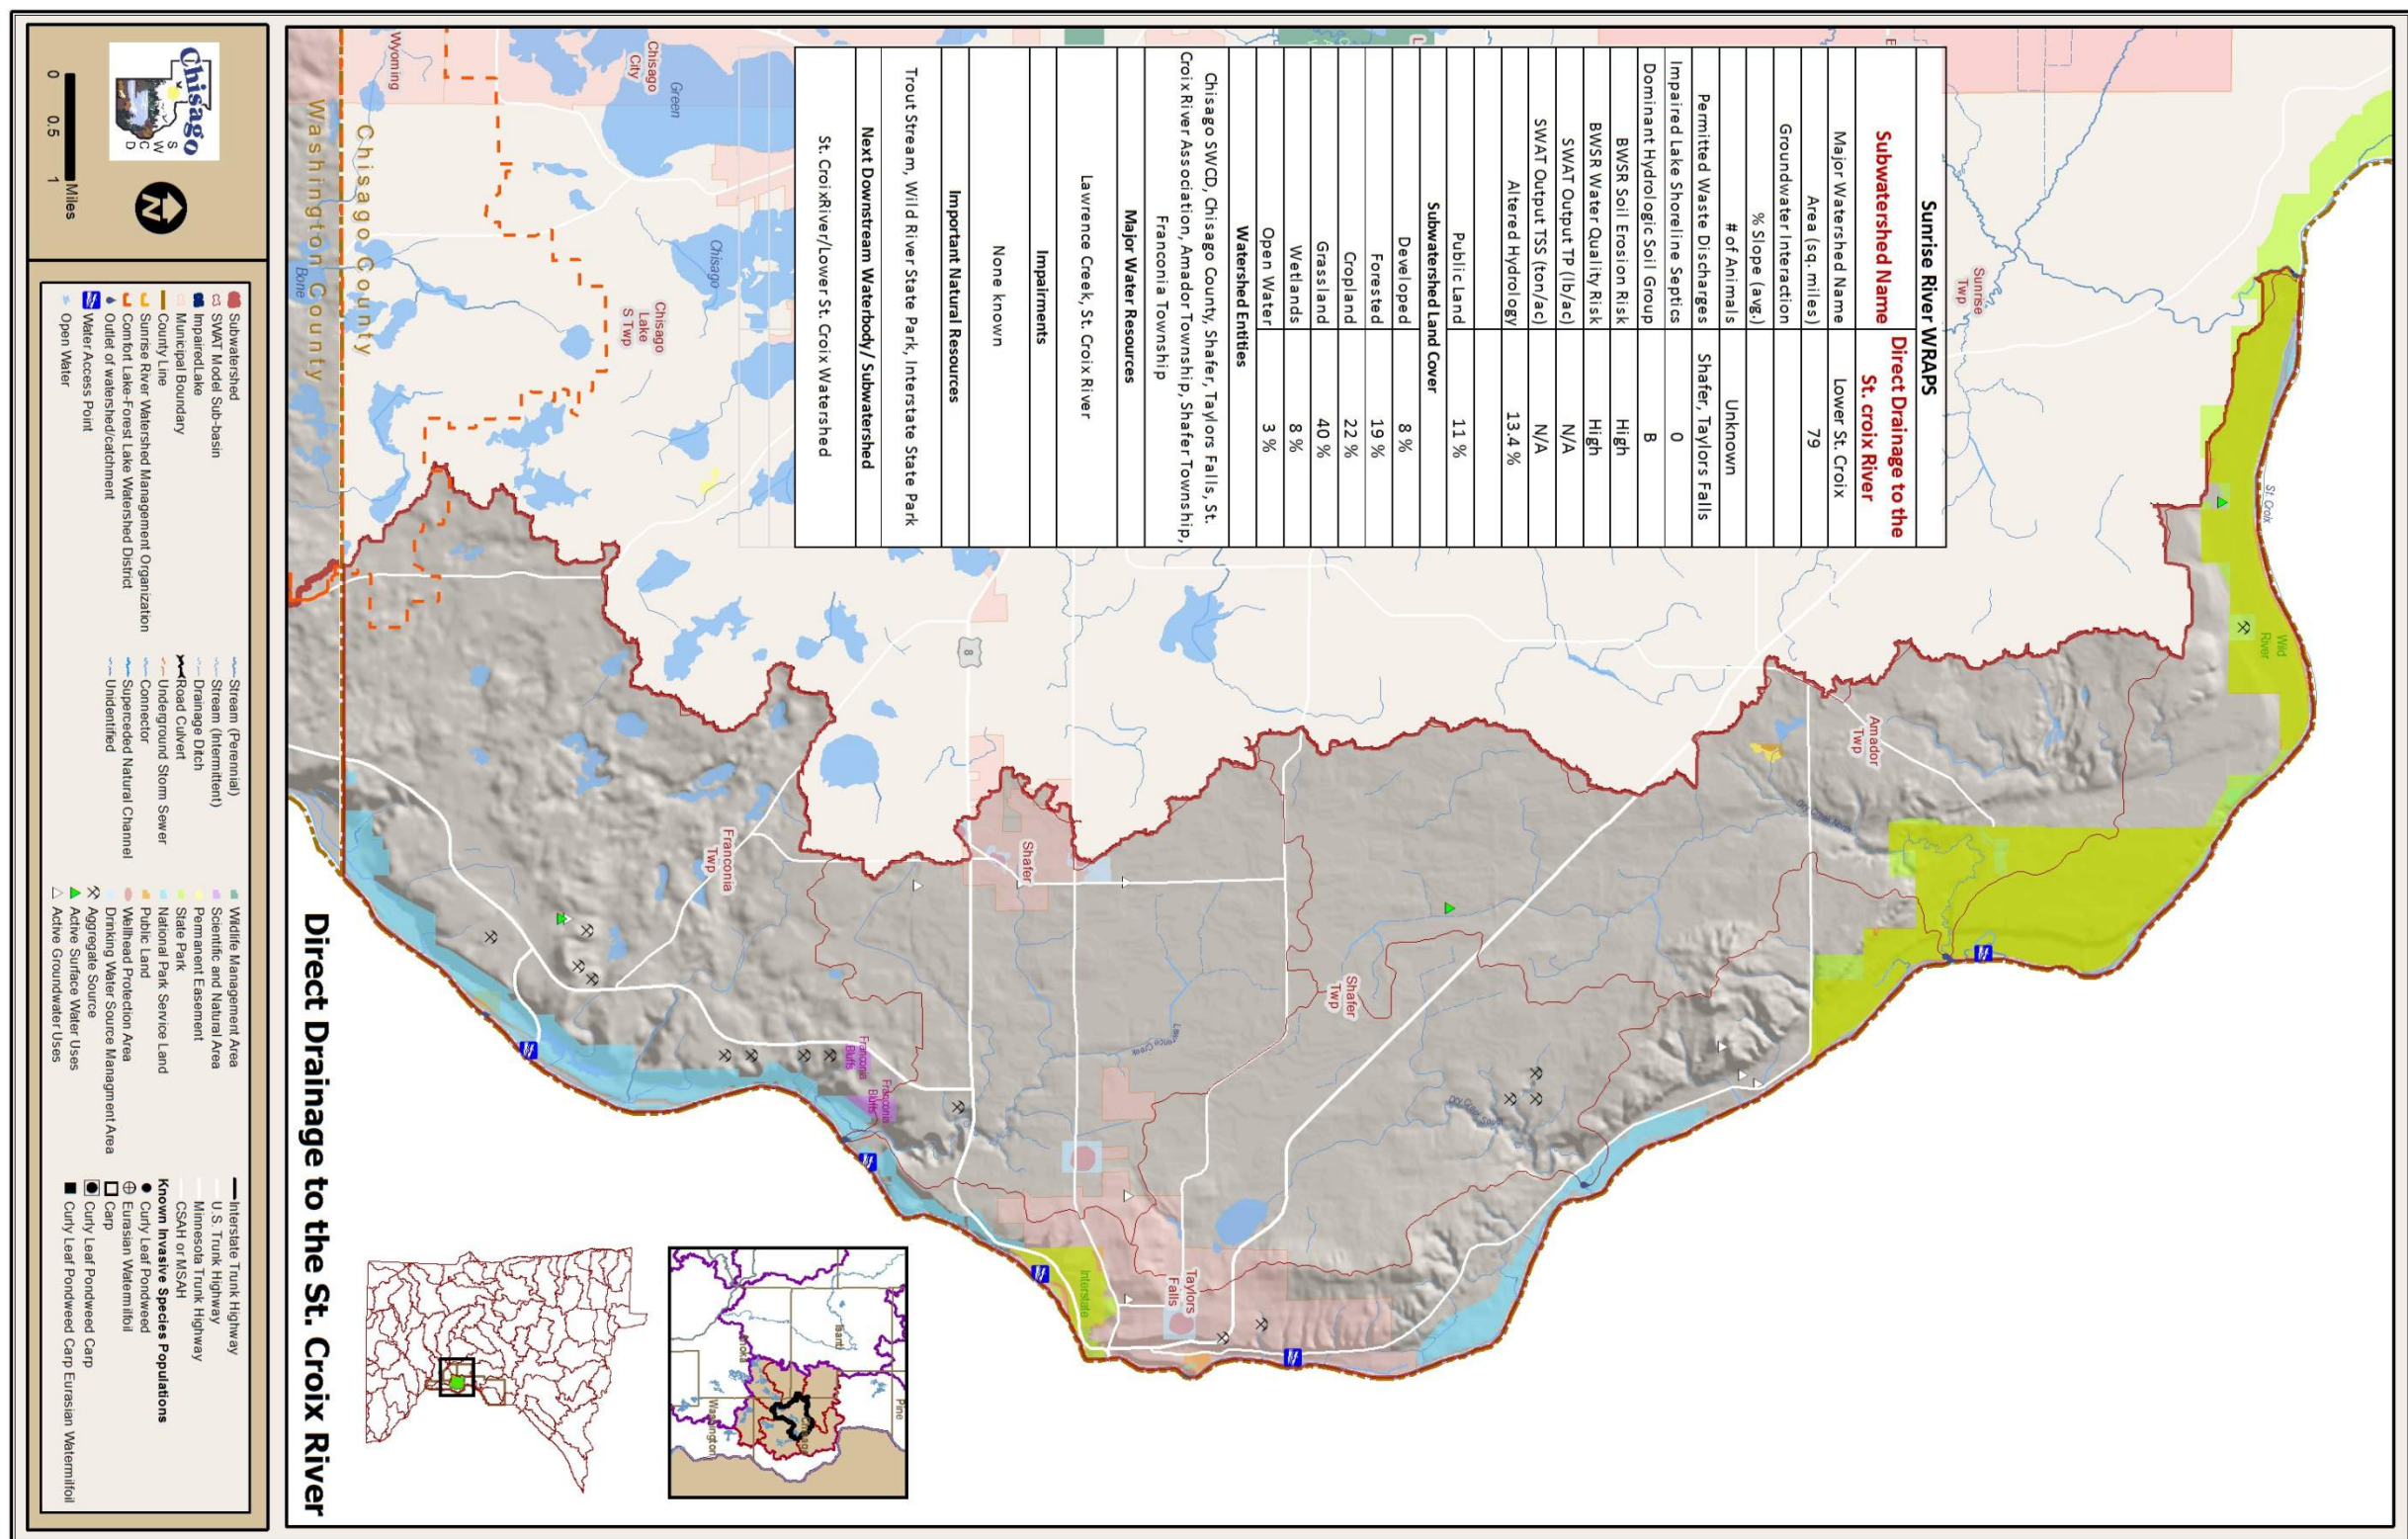 Sunrise River WRAPS
Subwatershed Name
Direct Drainage to the
St. croix River
Major Watershed Name Lower St. Croix
Area (sq. miles) 79
Groundwater Interaction
% Slope (avg.)
# of Animals Unknown
Permitted Waste Discharges Shafer, Taylors Falls
Impaired Lake Shoreline Septics 0
Dominant Hydrologic Soil Group B
BWSR Soil Erosion Risk High
BWSR Water Quality Risk High
SWAT Output TP (lb/ac) N/A
SWAT Output TSS (ton/ac) N/A
Altered Hydrology 13.4 %
Public Land 11 %
Subwatershed Land Cover
Developed 8 %
Forested 19 %
Cropland 22 %
Grassland 40 %
Wetlands 8 %
Open Water 3 %
Watershed Entities
Chisago SWCD, Chisago County, Shafer, Taylors Falls, St.
Croix River Association, Amador Township, Shafer Township,
Franconia Township
Major Water Resources
Lawrence Creek, St. Croix River
Impairments
None known
Important Natural Resources
Trout Stream, Wild River State Park, Interstate State Park
Next Downstream Waterbody/ Subwatershed
St. CroixRiver/Lower St. Croix Watershed
St. Croix
Wild
River
Sunrise
Twp
Amador
Twp
Dry Creek North
Shafer
Twp
Dry Creek South
Lawrence Creek
Shafer
8
Taylors
Falls
Interstate
Franconia
Bluffs
Franconia
Bluffs
Franconia
Twp
Chisago
City
Green
Chisago
Chisago
Lake
S Twp
Wyoming
Chisago County
Washington County
Bone
E
L
Pine
Isanti
Anoka
Chisago
Washington
Direct Drainage to the St. Croix River
Chisago
S
W
C
D
N
0 0.5 1
Miles
Subwatershed
SWAT Model Sub-basin
ImpairedLake
Municipal Boundary
County Line
Sunrise River Watershed Management Organization
Comfort Lake-Forest Lake Watershed District
Outlet of watershed/catchment
Water Access Point
Open Water
Stream (Perennial)
Stream (Intermittent)
Drainage Ditch
Road Culvert
Underground Storm Sewer
Connector
Superceded Natural Channel
Unidentified
Wildlife Management Area
Scientific and Natural Area
Permanent Easement
State Park
National Park Service Land
Public Land
Wellhead Protection Area
Drinking Water Source Managment Area
Aggregate Source
Active Surface Water Uses
Active Groundwater Uses
Interstate Trunk Highway
U.S. Trunk Highway
Minnesota Trunk Highway
CSAH or MSAH
Known Invasive Species Populations
Curly Leaf Pondweed
Eurasian Watermilfoil
Carp
Curly Leaf Pondweed Carp
Curly Leaf Pondweed Carp Eurasian Watermilfoil